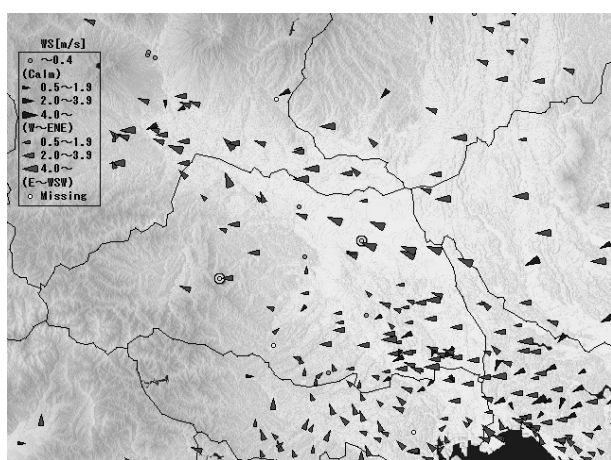 WS[m/s]
~0.4
(Calm)
0.5~1.9
2.0~3.9
4.0~
(W~ENE)
0.5~1.9
2.0~3.9
4.0~
(E~WSW)
Missing